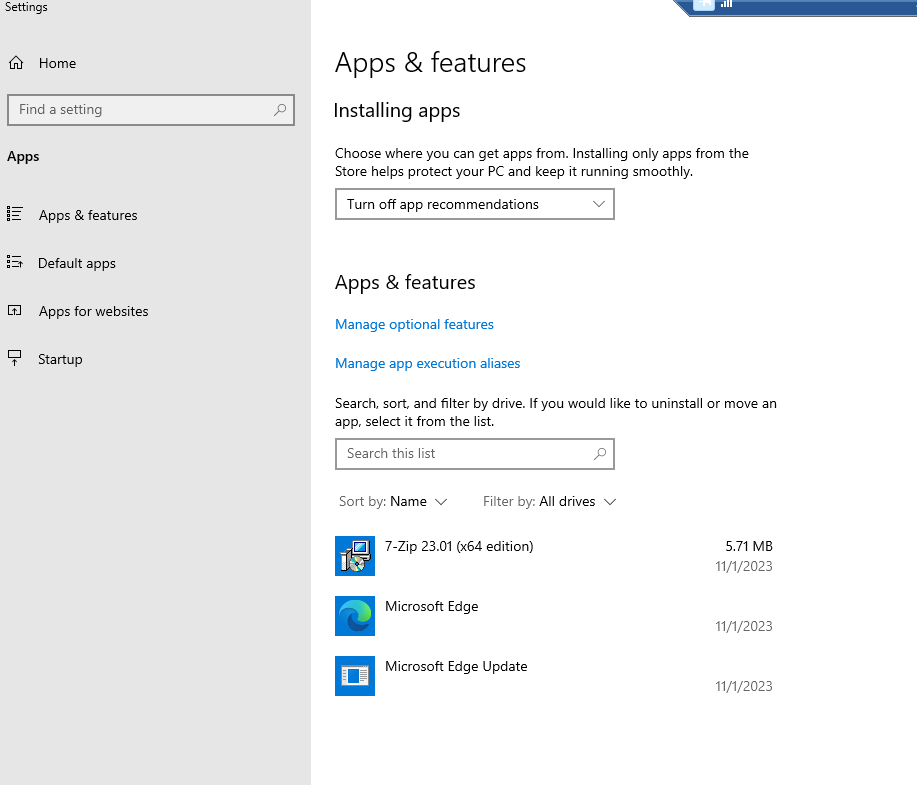 Settings
Home
Find a setting
Apps
Apps & features
Default apps
Apps for websites
Startup
Apps & features
Installing apps
Choose where you can get apps from. Installing only apps from the
Store helps protect your PC and keep it running smoothly.
Turn off app recommendations
Apps & features
Manage optional features
Manage app execution aliases
Search, sort, and filter by drive. If you would like to uninstall or move an
app, select it from the list.
Search this list
Sort by: Name Filter by: All drives
7-Zip 23.01 (x64 edition) 5.71 MB
11/1/2023
Microsoft Edge
11/1/2023
Microsoft Edge Update
11/1/2023